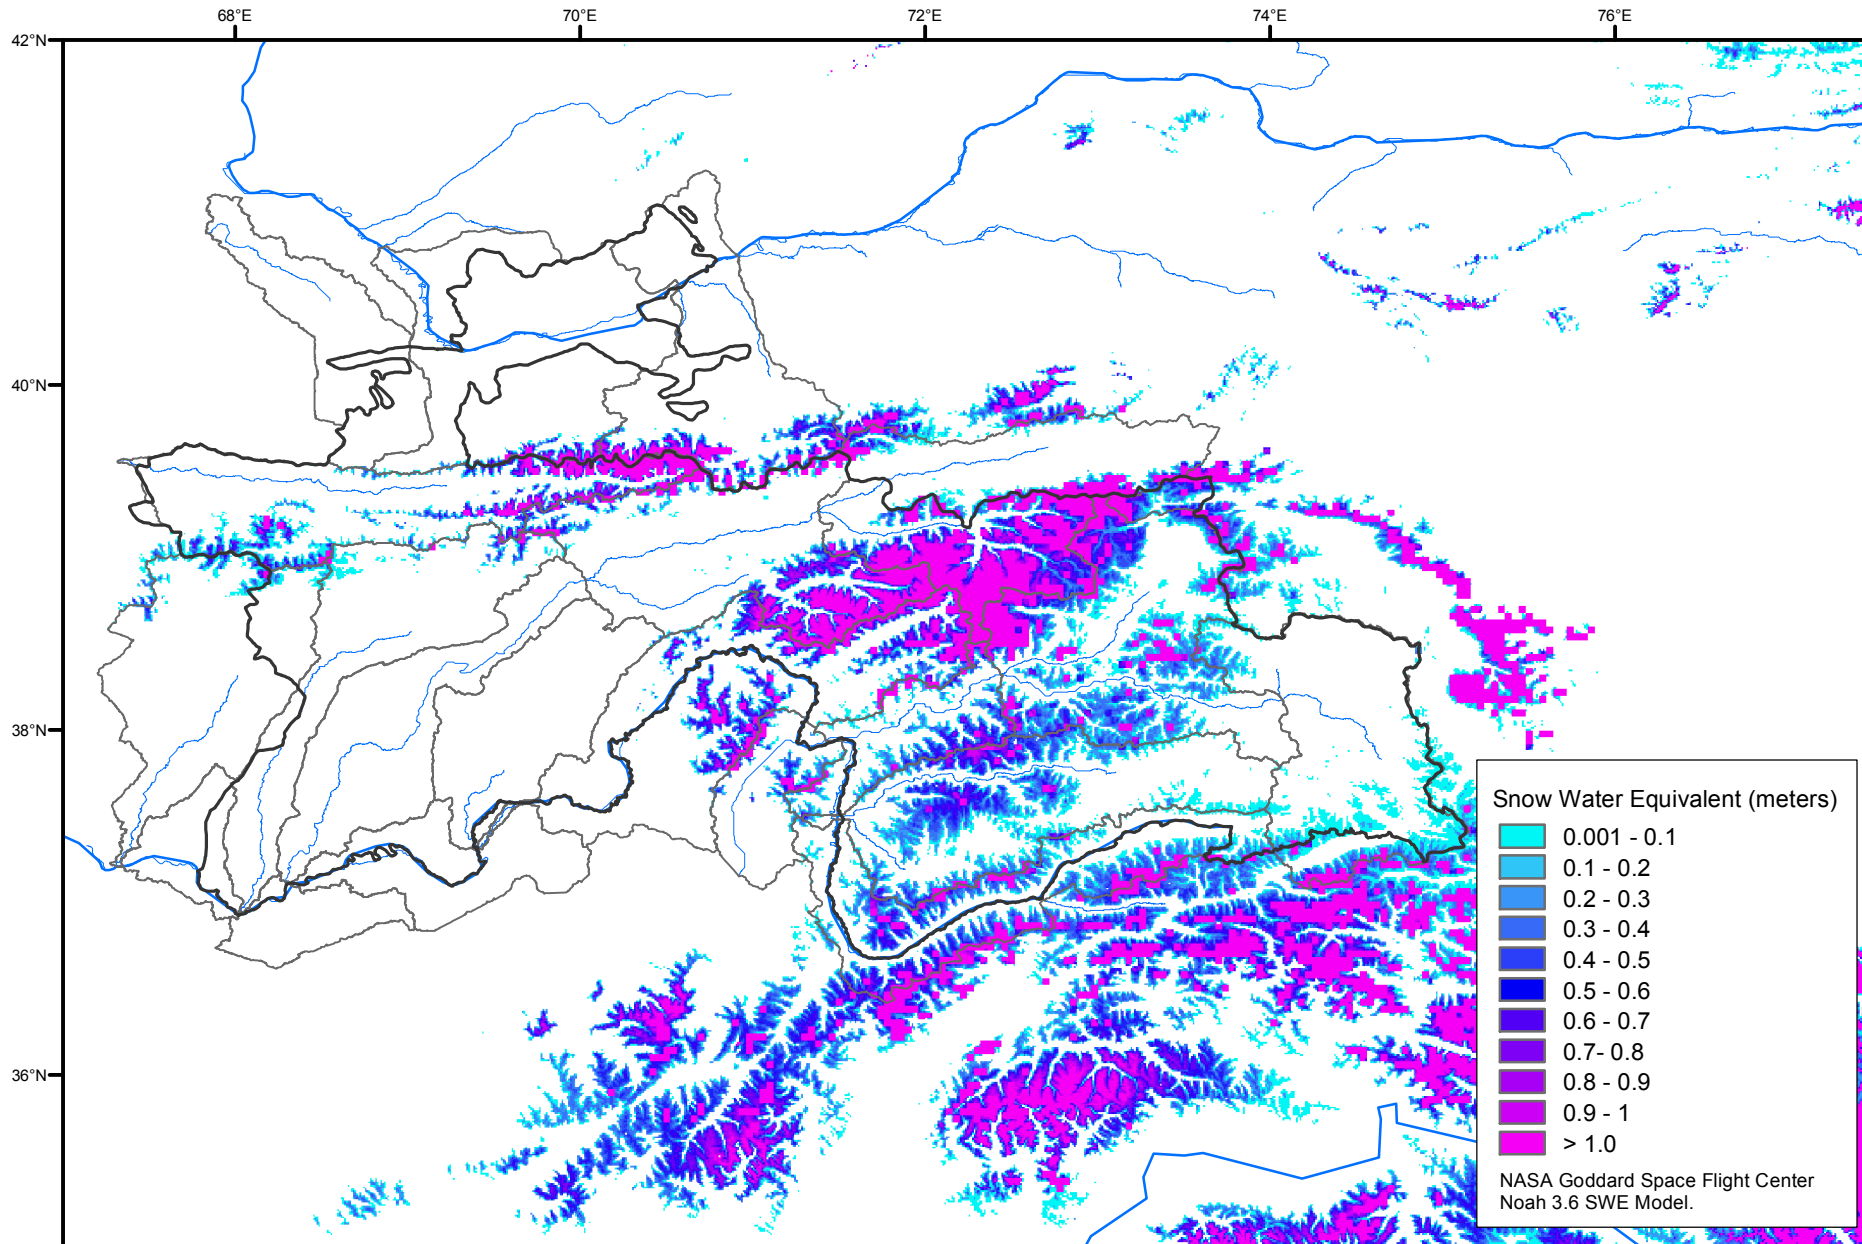 68°E 70°E 72°E 74°E 76°E
42°N
40°N
38°N
36°N
Snow Water Equivalent (meters)
0.001 - 0.1
0.1 - 0.2
0.2 - 0.3
0.3 - 0.4
0.4 - 0.5
0.5 - 0.6
0.6 - 0.7
0.7- 0.8
0.8 - 0.9
0.9 - 1
> 1.0
NASA Goddard Space Flight Center
Noah 3.6 SWE Model.